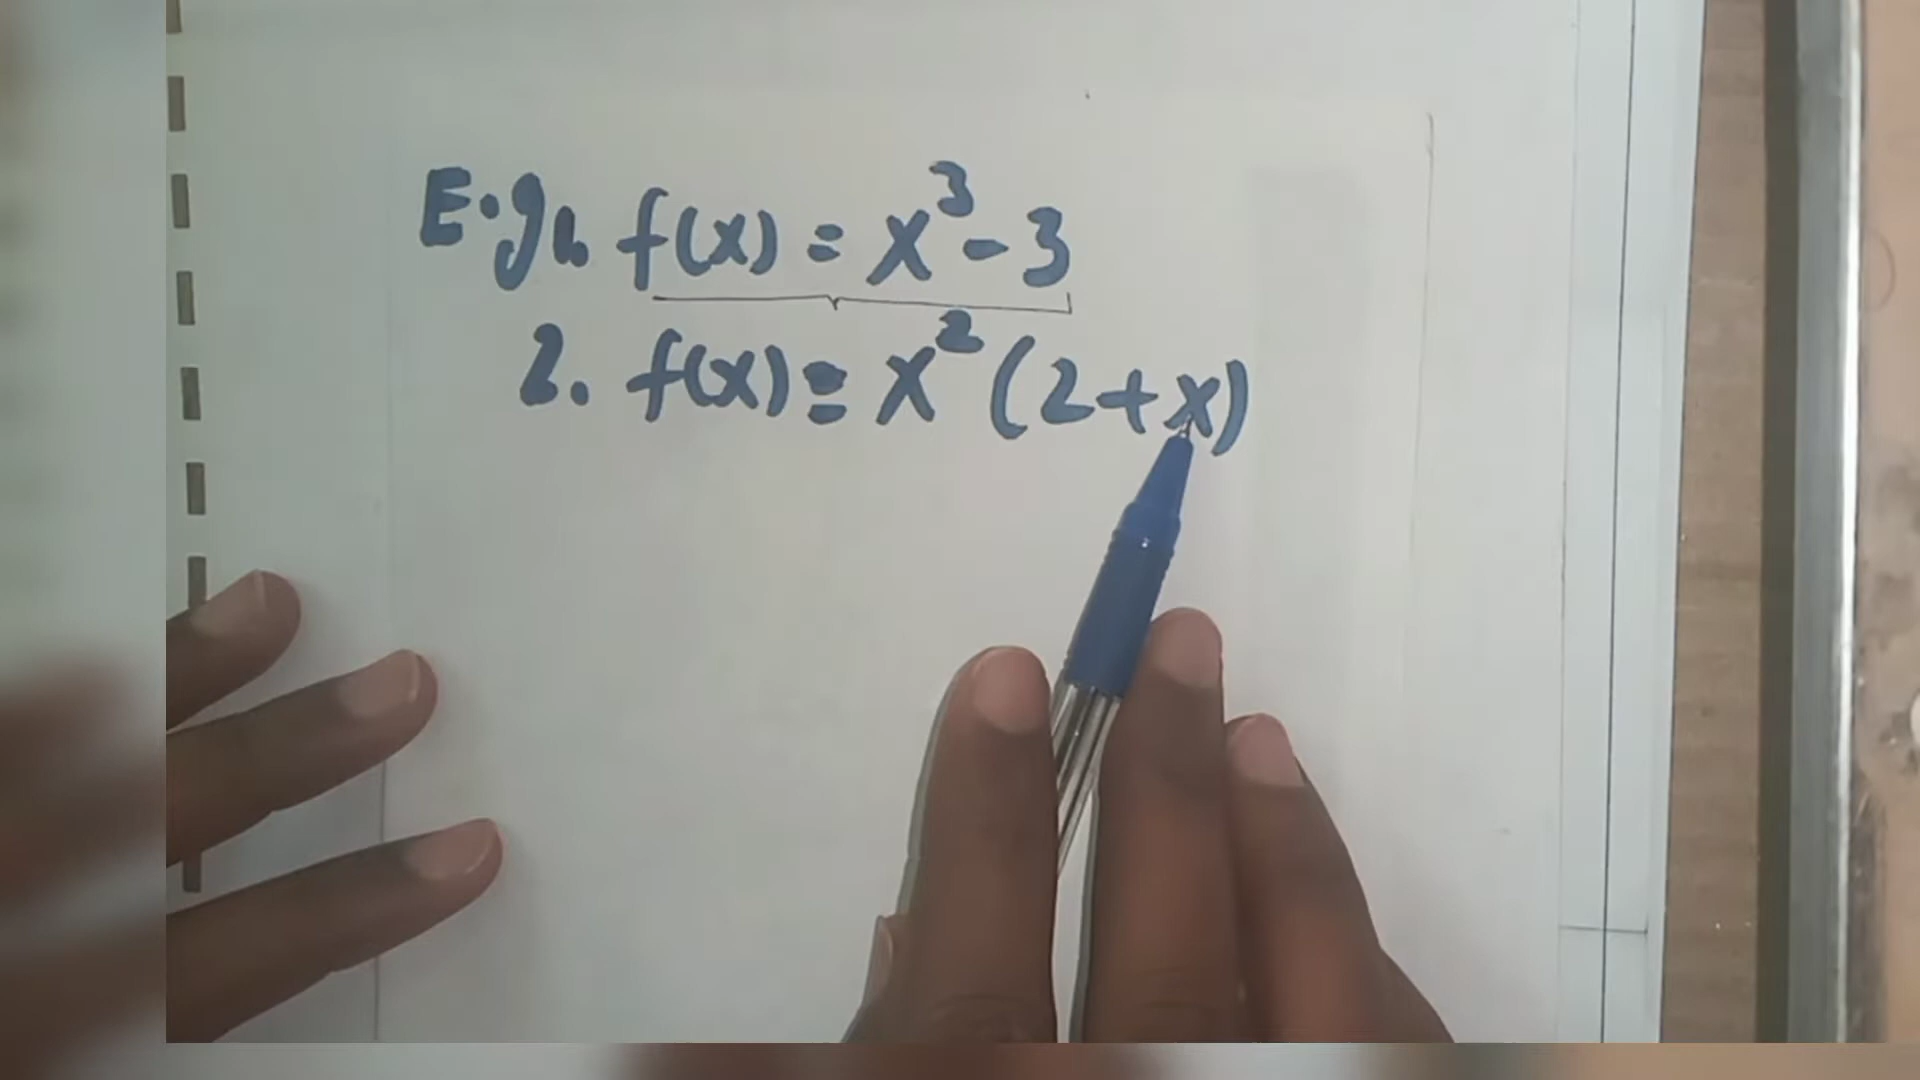 E.g 1. f(x) = x³ - 3
2. f(x) = x² (2 + x)